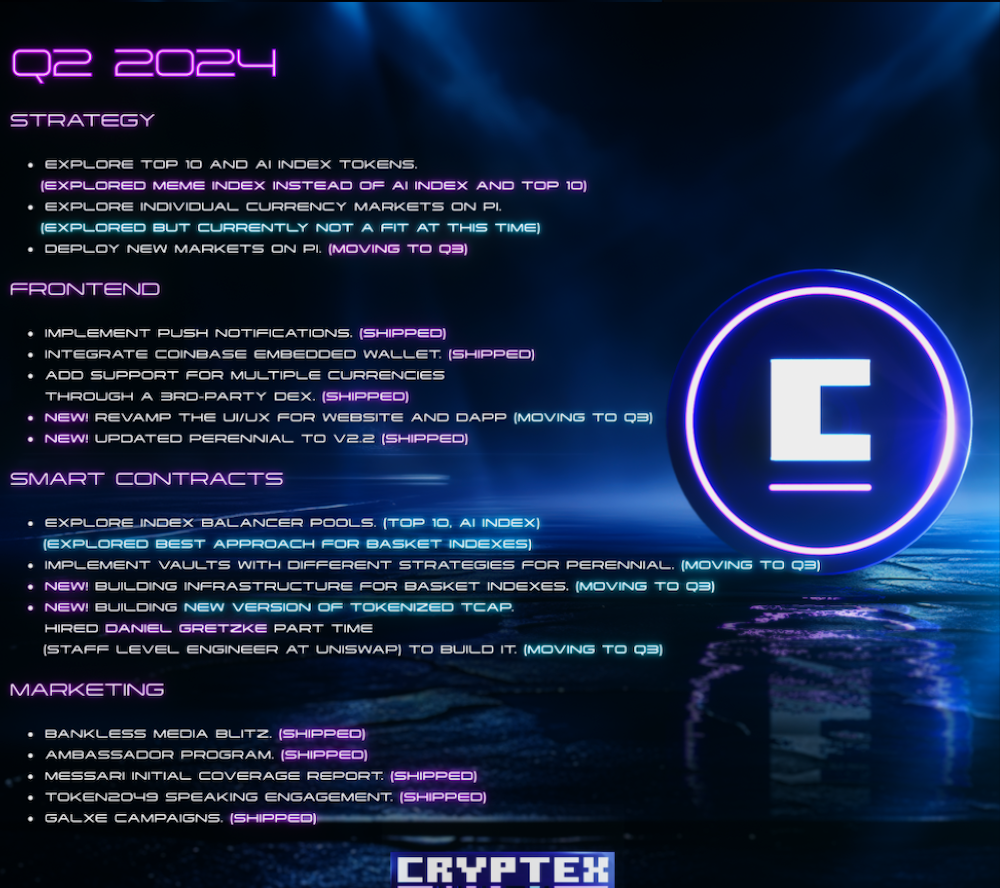 Q2 2024
STRATEGY
• EXPLORE TOP 10 AND AI INDEX TOKENS.
(EXPLORED MEME INDEX INSTEAD OF AI INDEX AND TOP 10)
• EXPLORE INDIVIDUAL CURRENCY MARKETS ON PI.
(EXPLORED BUT CURRENTLY NOT A FIT AT THIS TIME)
• DEPLOY NEW MARKETS ON PI. (MOVING TO Q3)
FRONTEND
• IMPLEMENT PUSH NOTIFICATIONS. (SHIPPED)
• INTEGRATE COINBASE EMBEDDED WALLET. (SHIPPED)
• ADD SUPPORT FOR MULTIPLE CURRENCIES
THROUGH A 3RD-PARTY DEX. (SHIPPED)
• NEW! REVAMP THE UI/UX FOR WEBSITE AND DAPP (MOVING TO Q3)
• NEW! UPDATED PERENNIAL TO V2.2 (SHIPPED)
SMART CONTRACTS
• EXPLORE INDEX BALANCER POOLS. (TOP 10, AI INDEX)
(EXPLORED BEST APPROACH FOR BASKET INDEXES)
• IMPLEMENT VAULTS WITH DIFFERENT STRATEGIES FOR PERENNIAL. (MOVING TO Q3)
• NEW! BUILDING INFRASTRUCTURE FOR BASKET INDEXES. (MOVING TO Q3)
• NEW! BUILDING NEW VERSION OF TOKENIZED TCAP.
HIRED DANIEL GRETZKE PART TIME
(STAFF LEVEL ENGINEER AT UNISWAP) TO BUILD IT. (MOVING TO Q3)
MARKETING
• BANKLESS MEDIA BLITZ. (SHIPPED)
• AMBASSADOR PROGRAM. (SHIPPED)
• MESSARI INITIAL COVERAGE REPORT. (SHIPPED)
• TOKEN2049 SPEAKING ENGAGEMENT. (SHIPPED)
• GALXE CAMPAIGNS. (SHIPPED)
CRYPTEX